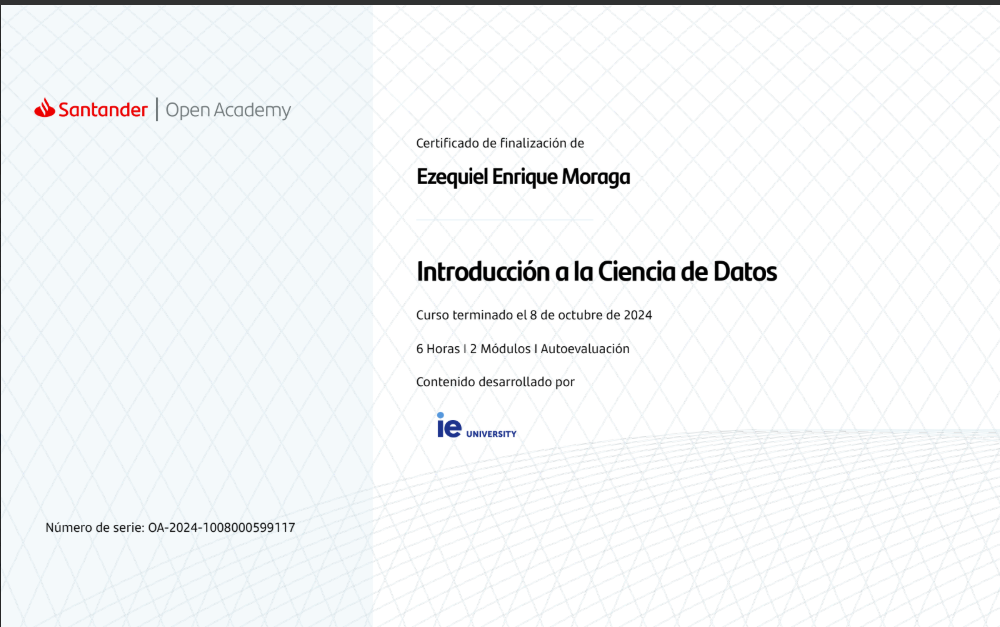 Santander | Open Academy
Certificado de finalización de
Ezequiel Enrique Moraga
Introducción a la Ciencia de Datos
Curso terminado el 8 de octubre de 2024
6 Horas | 2 Módulos I Autoevaluación
Contenido desarrollado por
ie UNIVERSITY
Número de serie: OA-2024-1008000599117